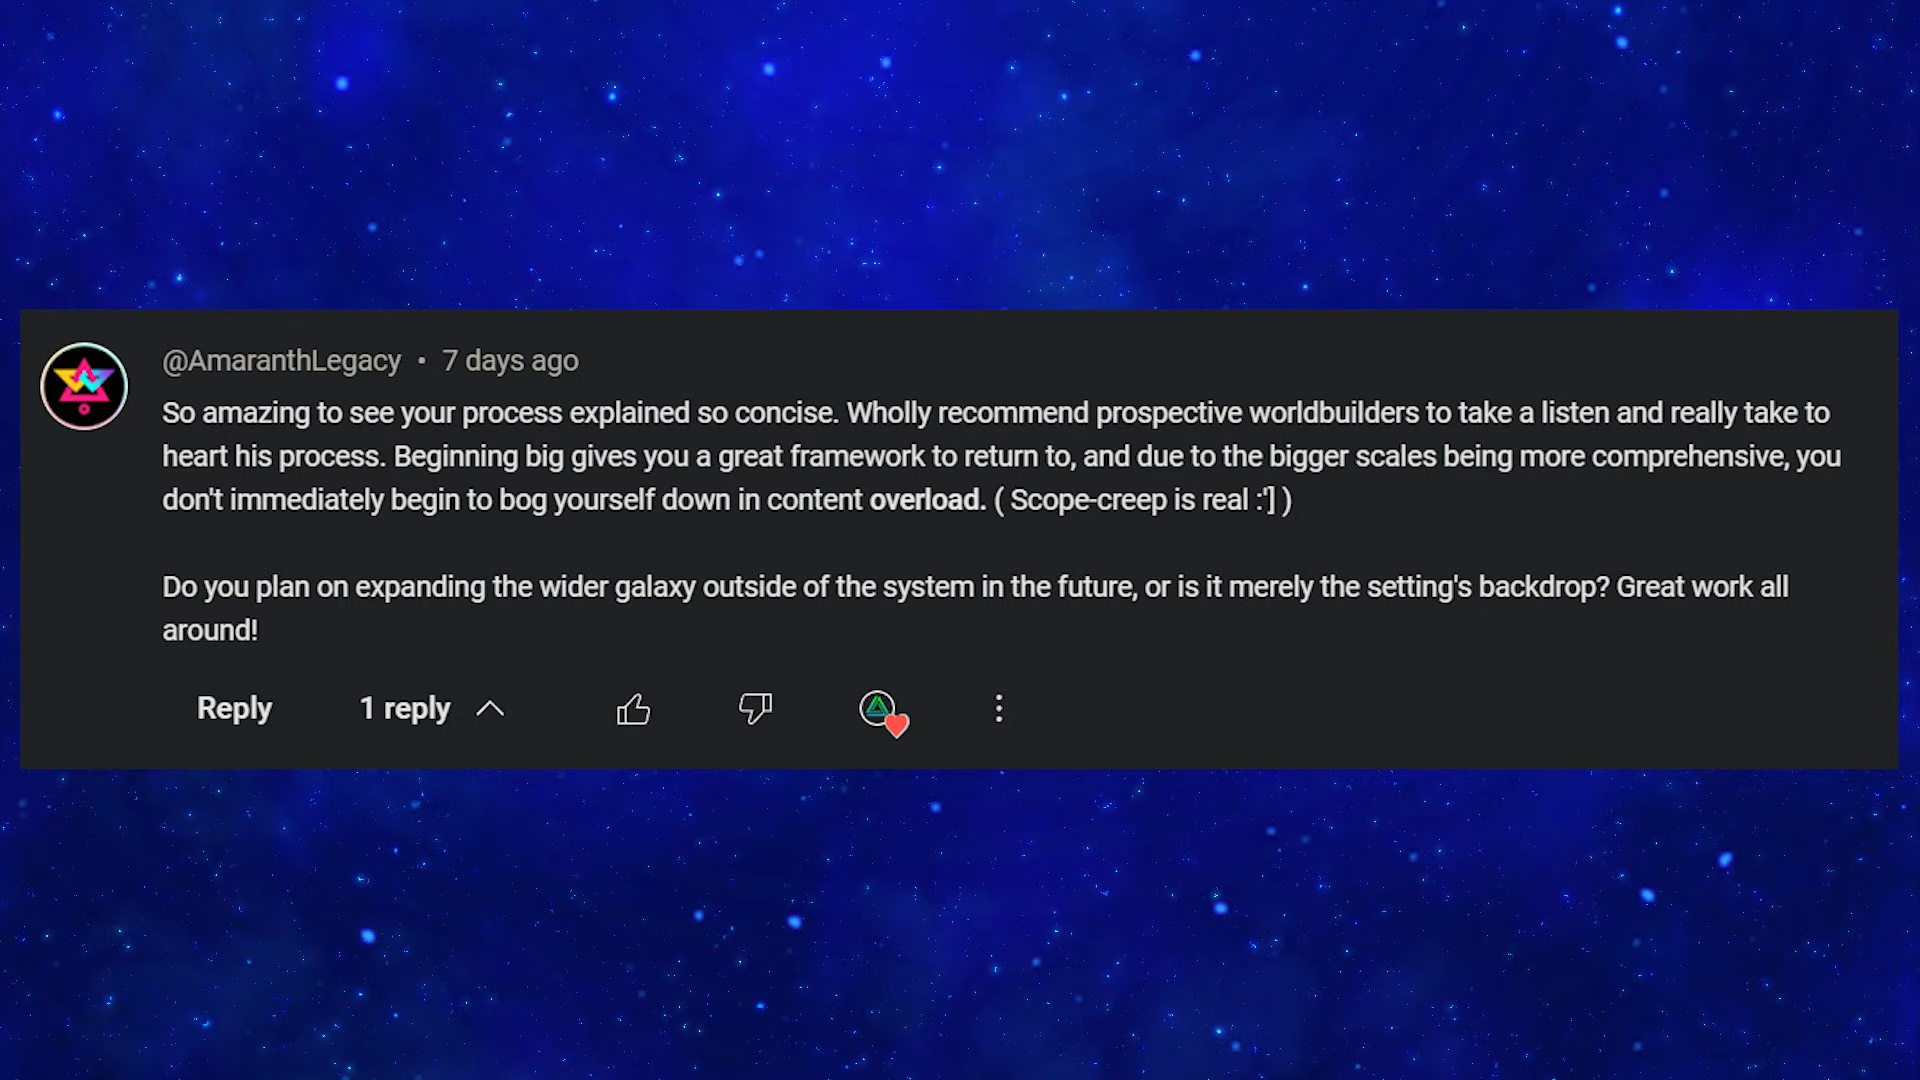 @AmaranthLegacy • 7 days ago
So amazing to see your process explained so concise. Wholly recommend prospective worldbuilders to take a listen and really take to
heart his process. Beginning big gives you a great framework to return to, and due to the bigger scales being more comprehensive, you
don't immediately begin to bog yourself down in content overload. ( Scope-creep is real :'] )
Do you plan on expanding the wider galaxy outside of the system in the future, or is it merely the setting's backdrop? Great work all
around!
Reply 1 reply